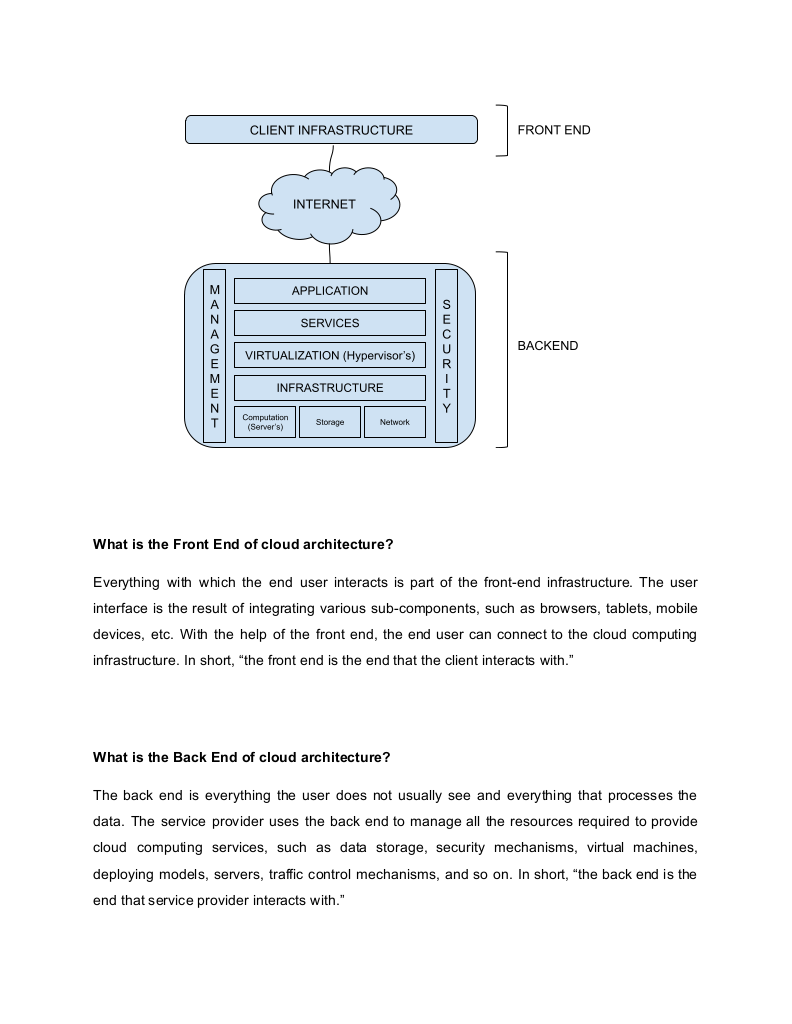 CLIENT INFRASTRUCTURE
FRONT END
INTERNET
MANAGEMENT
APPLICATION
SERVICES
VIRTUALIZATION (Hypervisor's)
INFRASTRUCTURE
Computation
(Server's)
Storage
Network
SECURITY
BACKEND
What is the Front End of cloud architecture?
Everything with which the end user interacts is part of the front-end infrastructure. The user
interface is the result of integrating various sub-components, such as browsers, tablets, mobile
devices, etc. With the help of the front end, the end user can connect to the cloud computing
infrastructure. In short, “the front end is the end that the client interacts with.”
What is the Back End of cloud architecture?
The back end is everything the user does not usually see and everything that processes the
data. The service provider uses the back end to manage all the resources required to provide
cloud computing services, such as data storage, security mechanisms, virtual machines,
deploying models, servers, traffic control mechanisms, and so on. In short, “the back end is the
end that service provider interacts with.”